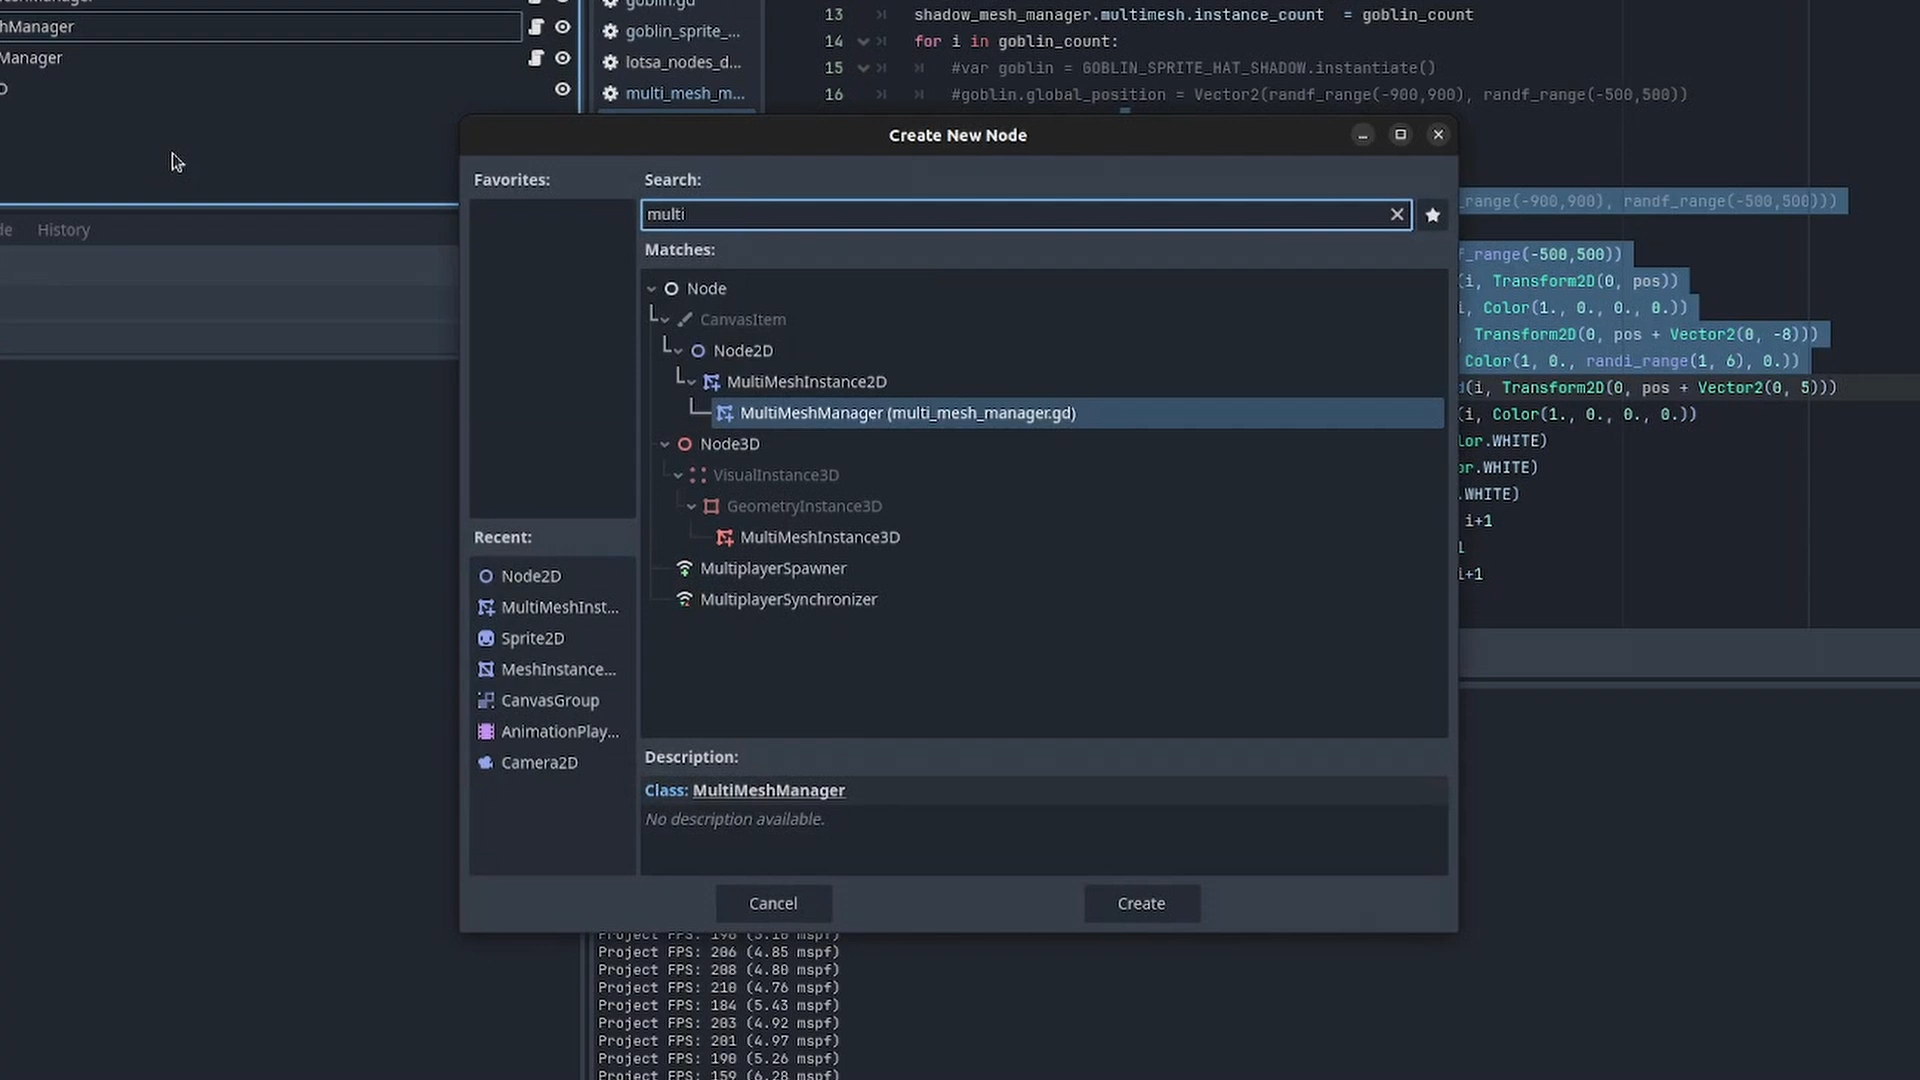 hManager
Manager
History
goblin.gd
goblin_sprite_...
lotsa_nodes_d...
multi_mesh_m...
13 shadow_mesh_manager.multimesh.instance_count = goblin_count
14 for i in goblin_count:
15 #var goblin = GOBLIN_SPRITE_HAT_SHADOW.instantiate()
16 #goblin.global_position = Vector2(randf_range(-900,900), randf_range(-500,500))
_range(-900,900), randf_range(-500,500)))
f_range(-500,500))
(i, Transform2D(0, pos))
i, Color(1., 0., 0., 0.))
Transform2D(0, pos + Vector2(0, -8)))
Color(1, 0., randi_range(1, 6), 0.))
d(i, Transform2D(0, pos + Vector2(0, 5)))
(i, Color(1., 0., 0., 0.))
lor.WHITE)
or.WHITE)
.WHITE)
i+1
1
i+1
Create New Node
Favorites:
Search:
multi
Matches:
Node
CanvasItem
Node2D
MultiMeshInstance2D
MultiMeshManager (multi_mesh_manager.gd)
Node3D
VisualInstance3D
GeometryInstance3D
MultiMeshInstance3D
MultiplayerSpawner
MultiplayerSynchronizer
Recent:
Node2D
MultiMeshInst...
Sprite2D
MeshInstance...
CanvasGroup
AnimationPlay...
Camera2D
Description:
Class: MultiMeshManager
No description available.
Cancel
Create
Project FPS: 206 (4.85 mspf)
Project FPS: 208 (4.80 mspf)
Project FPS: 210 (4.76 mspf)
Project FPS: 184 (5.43 mspf)
Project FPS: 203 (4.92 mspf)
Project FPS: 201 (4.97 mspf)
Project FPS: 190 (5.26 mspf)
Project FPS: 159 (6.28 mspf)